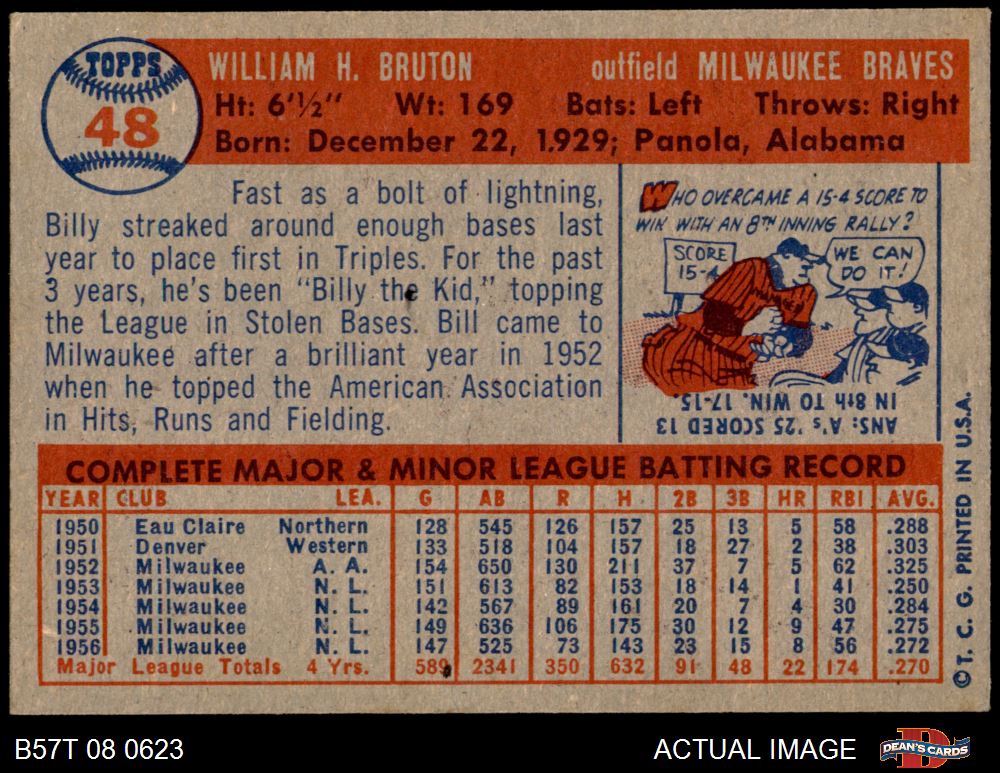 TOPPS
48
WILLIAM H. BRUTON outfield MILWAUKEE BRAVES
Ht: 6'½" Wt: 169 Bats: Left Throws: Right
Born: December 22, 1929; Panola, Alabama
Fast as a bolt of lightning,
Billy streaked around enough bases last
year to place first in Triples. For the past
3 years, he's been "Billy the Kid," topping
the League in Stolen Bases. Bill came to
Milwaukee after a brilliant year in 1952
when he topped the American Association
in Hits, Runs and Fielding.
WHO OVERCAME A 15-4 SCORE TO
WIN WITH AN 8TH INNING RALLY?
SCORE
15-4
WE CAN
DO IT!
ANS: A's '25 SCORED 13
IN 8th TO WIN. 17-15.
COMPLETE MAJOR & MINOR LEAGUE BATTING RECORD
YEAR CLUB LEA. G AB R H 2B 3B HR RBI AVG.
1950 Eau Claire Northern 128 545 126 157 25 13 5 58 .288
1951 Denver Western 133 518 104 157 18 27 2 38 .303
1952 Milwaukee A. A. 154 650 130 211 37 7 5 62 .325
1953 Milwaukee N. L. 151 613 82 153 18 14 1 41 .250
1954 Milwaukee N. L. 142 567 89 161 20 7 4 30 .284
1955 Milwaukee N. L. 149 636 106 175 30 12 9 47 .275
1956 Milwaukee N. L. 147 525 73 143 23 15 8 56 .272
Major League Totals 4 Yrs. 589 2341 350 632 91 48 22 174 .270
©T. C. G. PRINTED IN U.S.A.
B57T 08 0623 ACTUAL IMAGE
DEAN'S CARDS